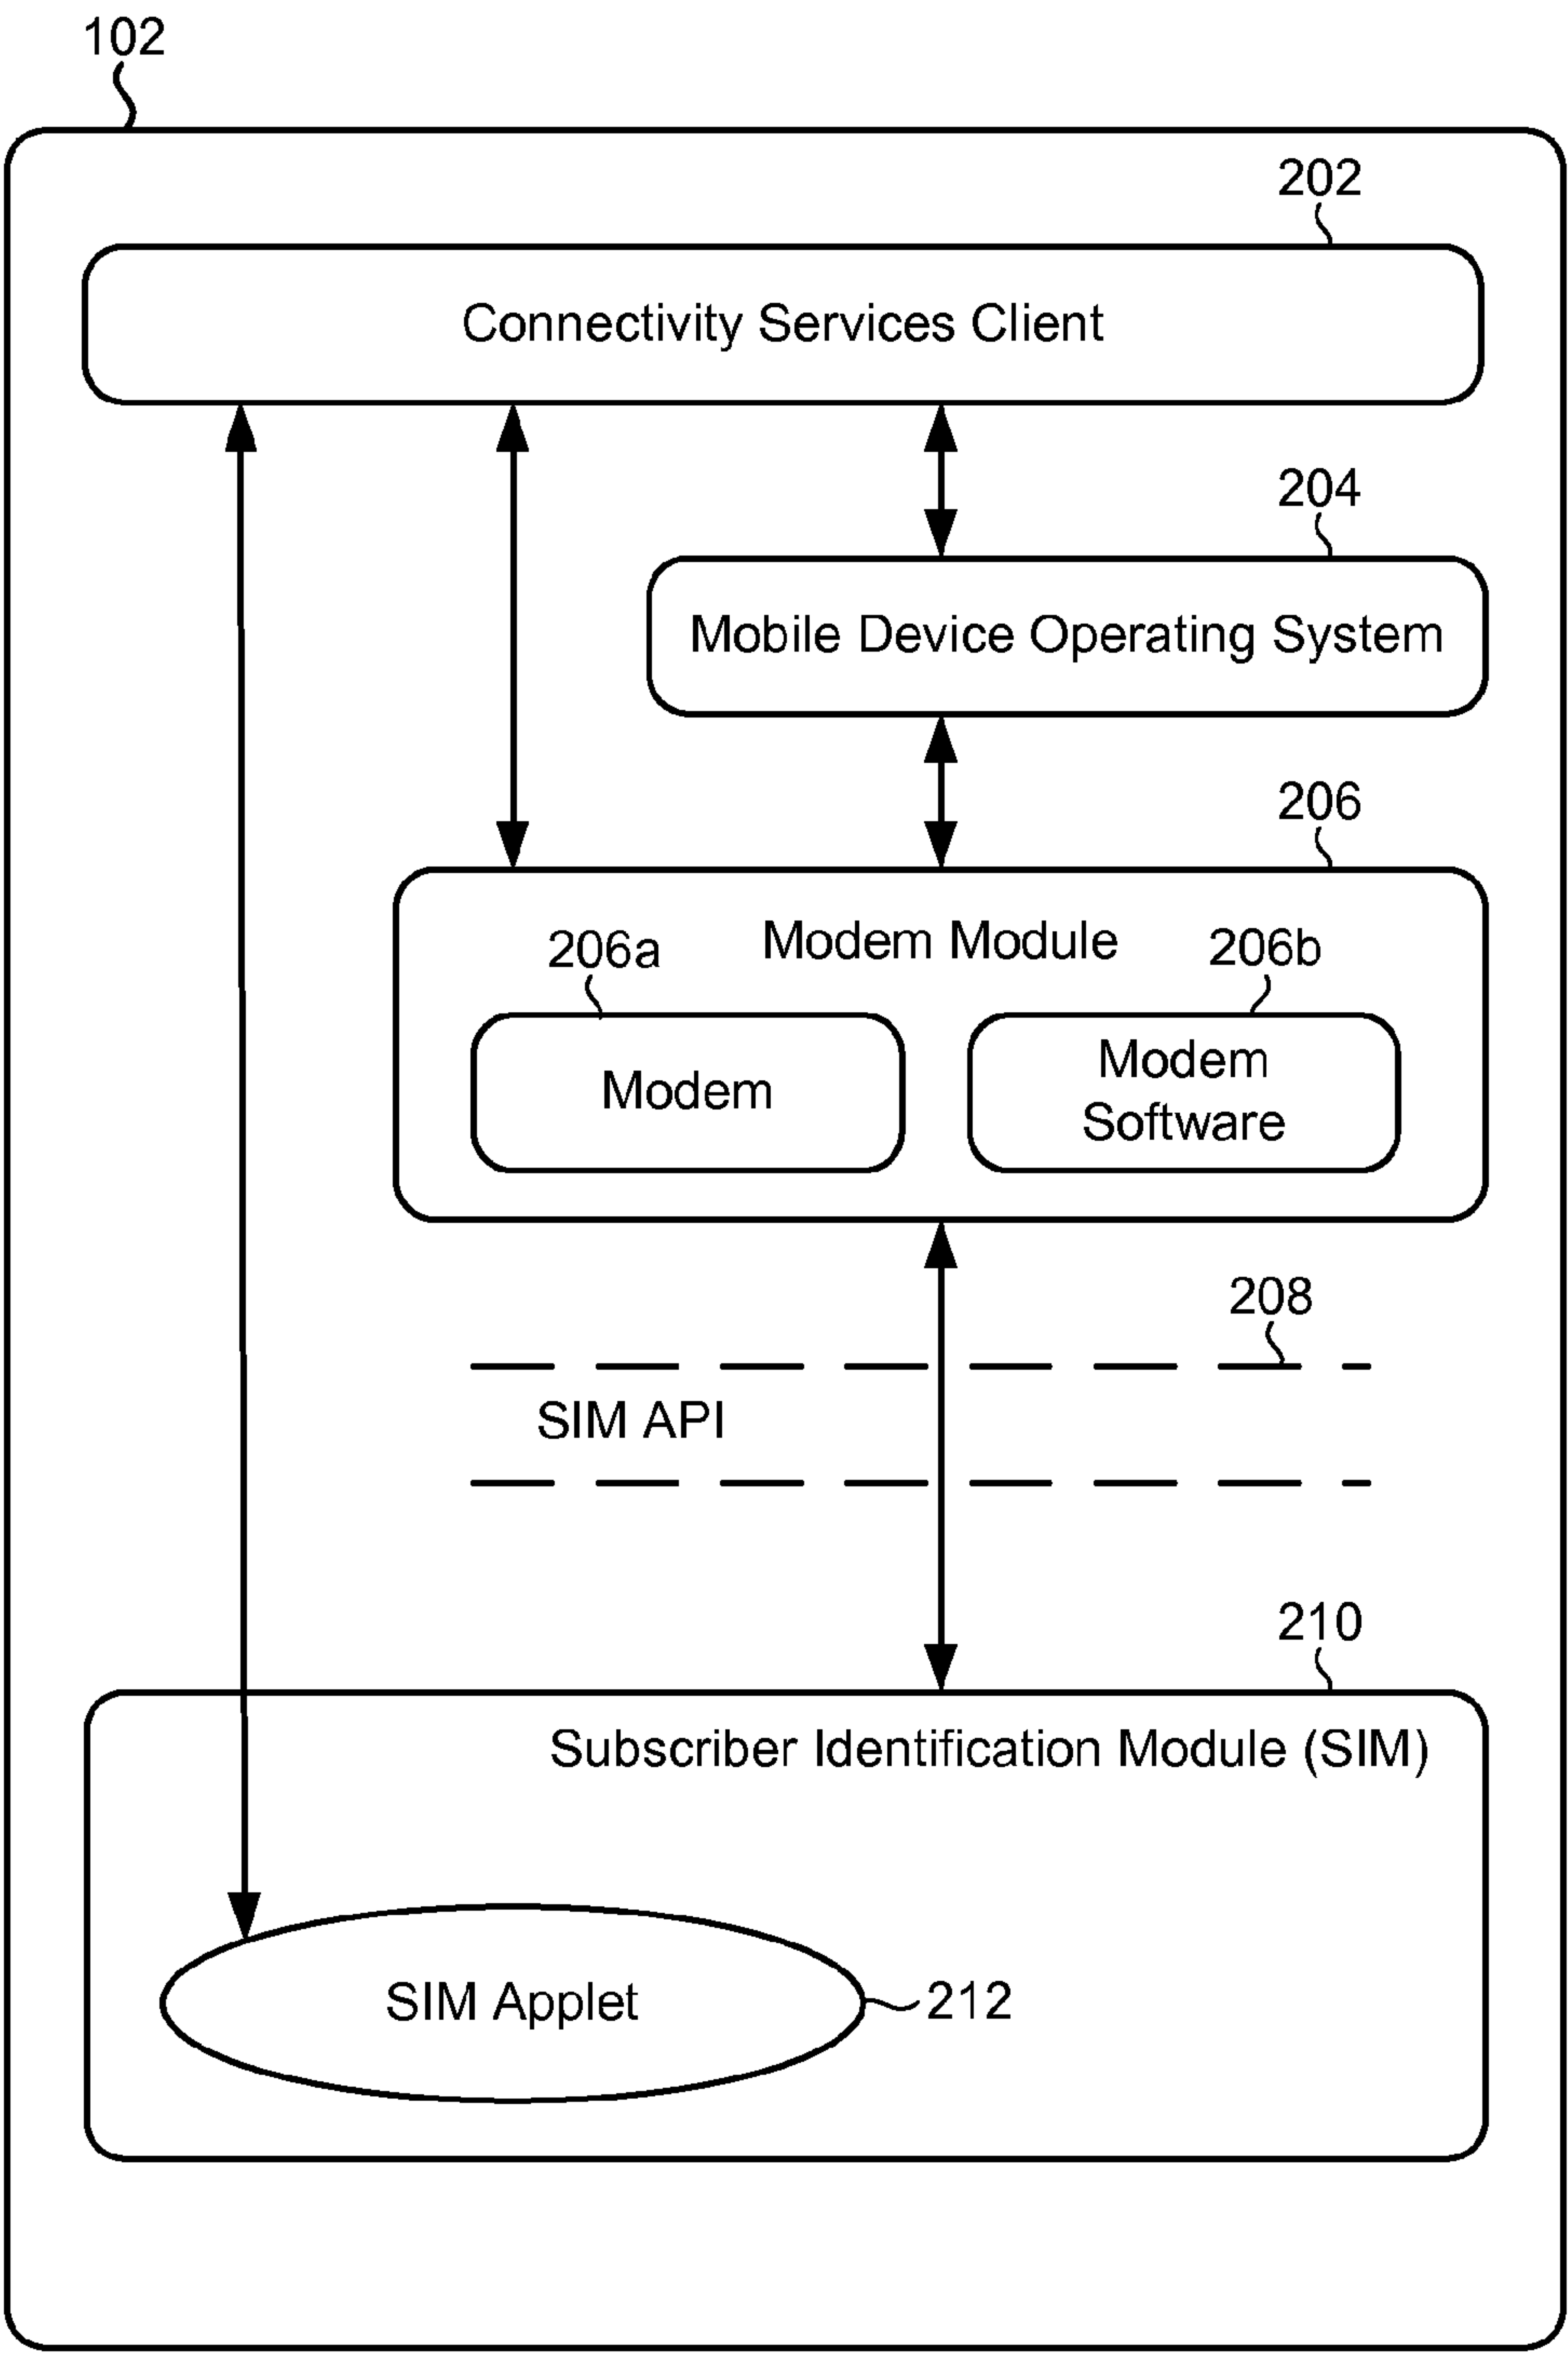 102
202
Connectivity Services Client
204
Mobile Device Operating System
206
Modem Module
206a
206b
Modem
Modem
Software
208
SIM API
210
Subscriber Identification Module (SIM)
SIM Applet
212